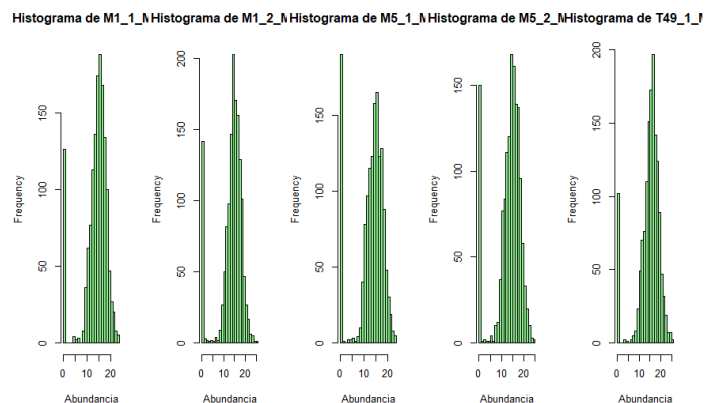 Histograma de M1_1_M
Histograma de M1_2_M
Histograma de M5_1_M
Histograma de M5_2_M
Histograma de T49_1_M
Frequency
0
50
100
150
0
10
20
Abundancia
Frequency
0
50
100
150
200
0
10
20
Abundancia
Frequency
0
50
100
150
0
10
20
Abundancia
Frequency
0
50
100
150
0
10
20
Abundancia
Frequency
0
50
100
150
200
0
10
20
Abundancia